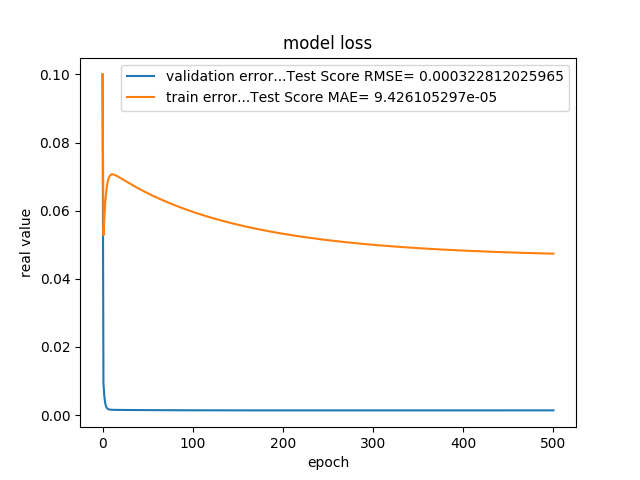 model loss
validation error...Test Score RMSE= 0.000322812025965
train error...Test Score MAE= 9.426105297e-05
0.10
0.08
0.06
0.04
0.02
0.00
real value
0 100 200 300 400 500
epoch